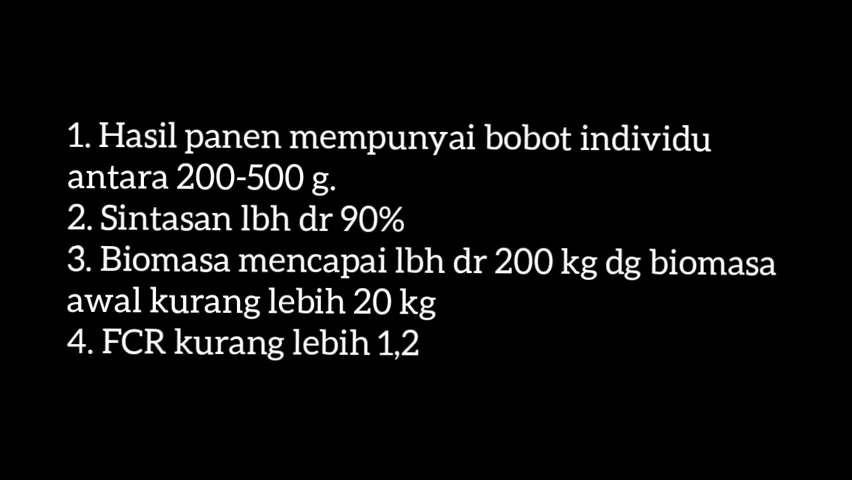 1. Hasil panen mempunyai bobot individu
antara 200-500 g.
2. Sintasan lbh dr 90%
3. Biomasa mencapai lbh dr 200 kg dg biomasa
awal kurang lebih 20 kg
4. FCR kurang lebih 1,2